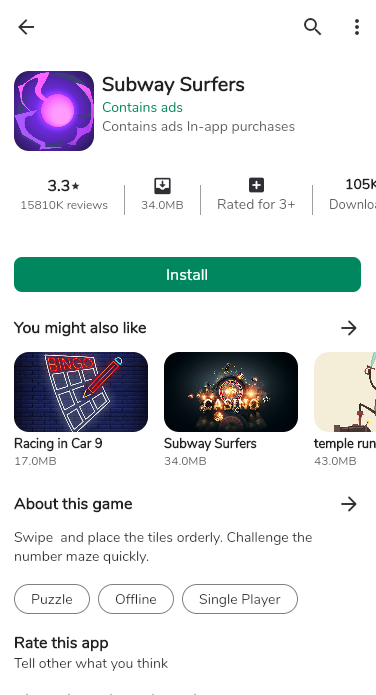 Subway Surfers
Contains ads
Contains ads In-app purchases
3.3★
15810K reviews
34.0MB
Rated for 3+
105K
Downloa
Install
You might also like
BINGO
CASINO
Racing in Car 9
17.0MB
Subway Surfers
34.0MB
temple run
43.0MB
About this game
Swipe  and place the tiles orderly. Challenge the
number maze quickly.
Puzzle
Offline
Single Player
Rate this app
Tell other what you think